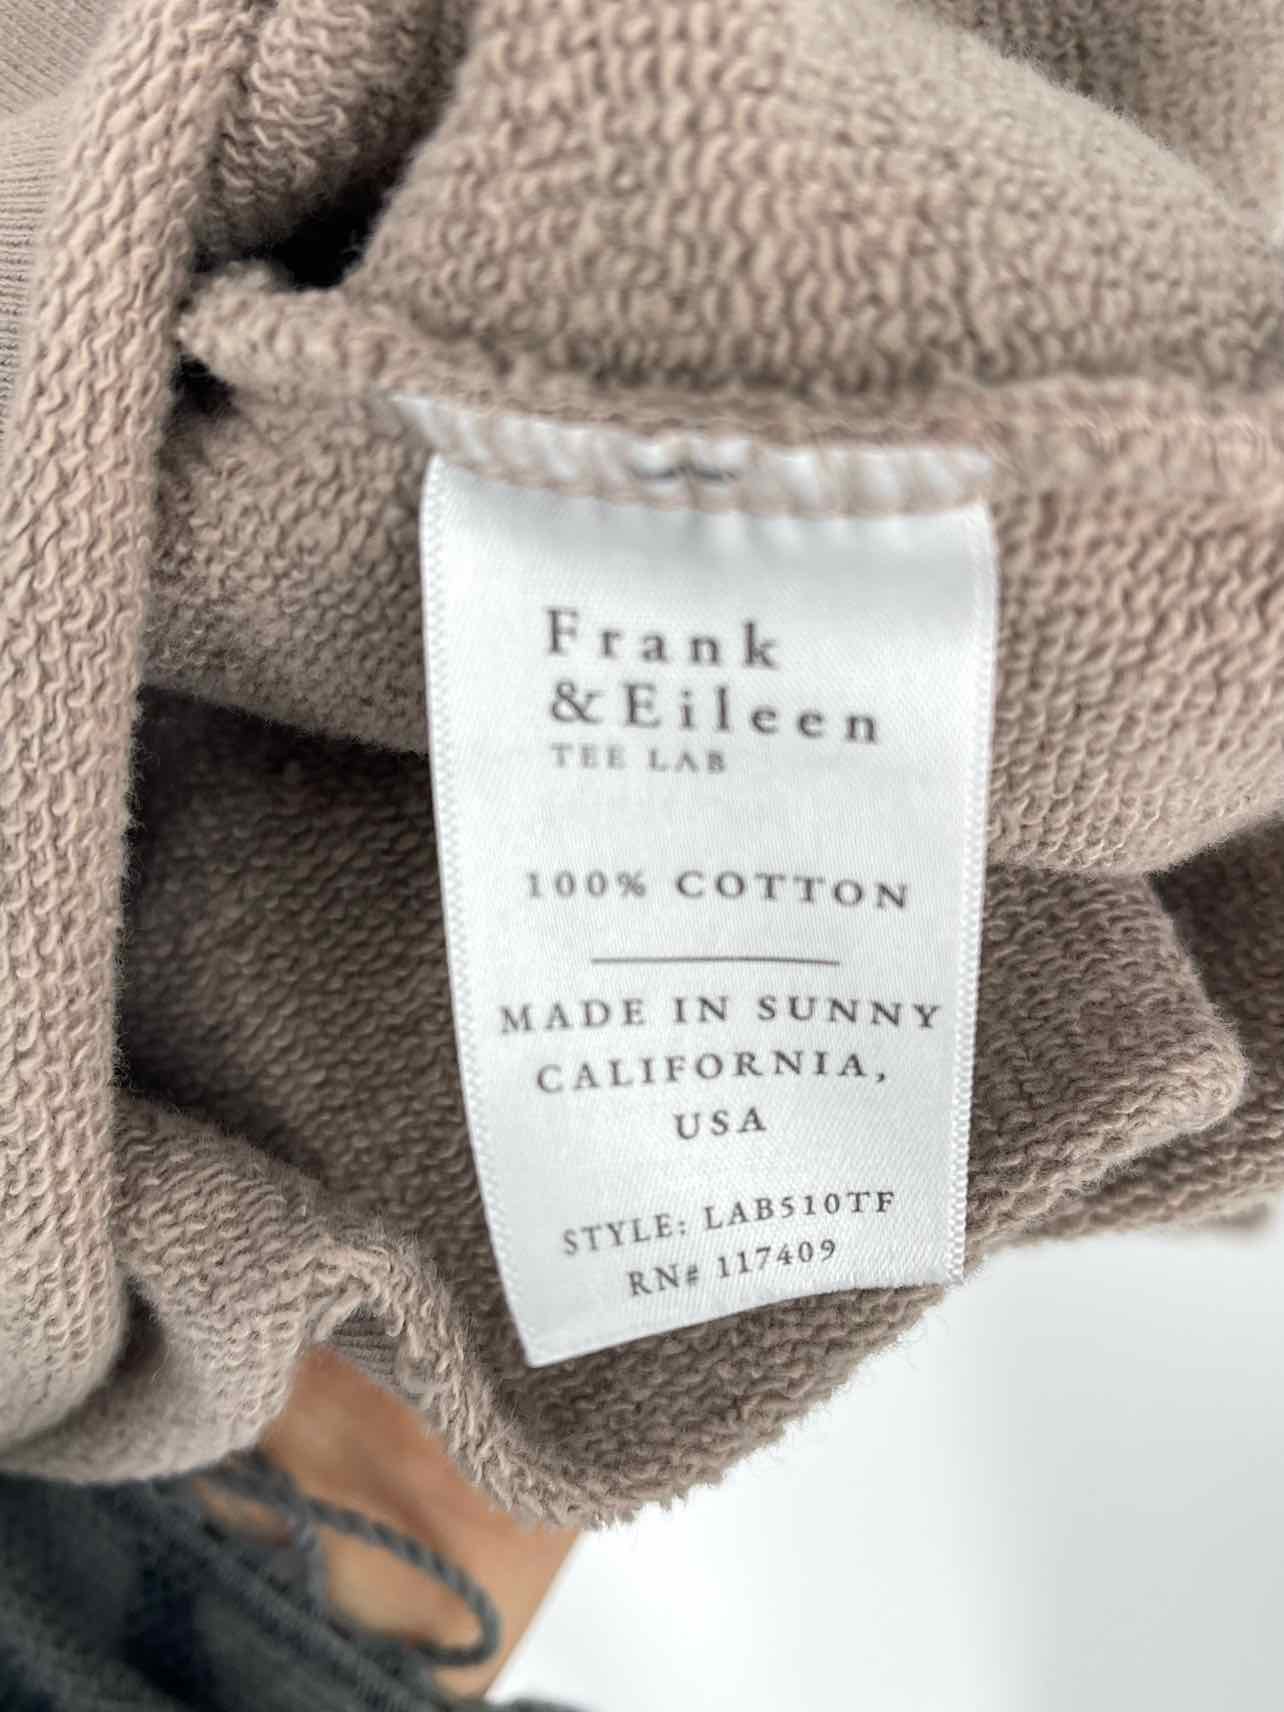 Frank
&Eileen
TEE LAB
100% COTTON
MADE IN SUNNY
CALIFORNIA,
USA
STYLE: LAB510TF
RN# 117409